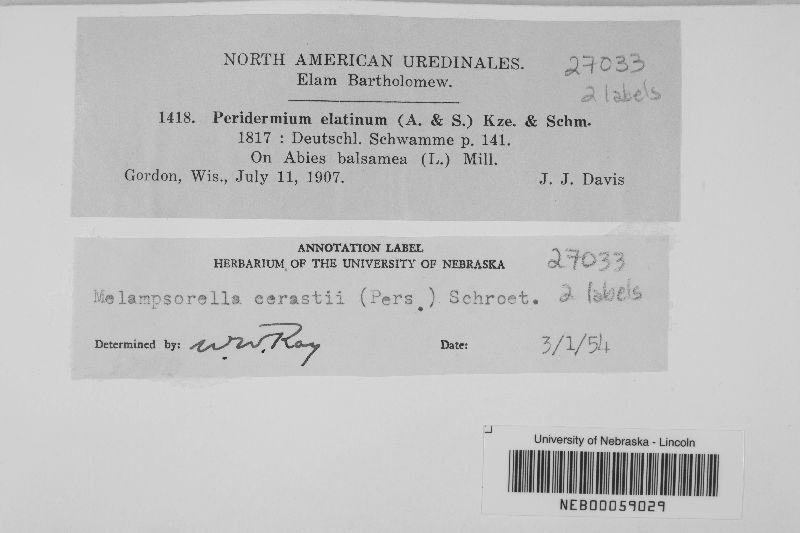 NORTH AMERICAN UREDINALES.
Elam Bartholomew.
27033
2 labels
1418. Peridermium elatinum (A. & S.) Kze. & Schm.
1817 : Deutschl. Schwamme p. 141.
On Abies balsamea (L.) Mill.
Gordon, Wis., July 11, 1907. J. J. Davis
ANNOTATION LABEL
HERBARIUM OF THE UNIVERSITY OF NEBRASKA
27033
Melampsorella cerastii (Pers.) Schroet.
2 labels
Determined by: W.W. Ray Date: 3/1/54
University of Nebraska - Lincoln
NEB00059029